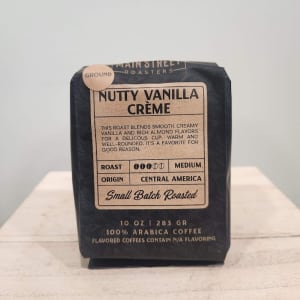 MAIN STREET
ROASTERS
GROUND
NUTTY VANILLA
CRÈME
THIS ROAST BLENDS SMOOTH, CREAMY
VANILLA AND RICH ALMOND FLAVORS
FOR A DELICOUS CUP. WARM AND
WELL-ROUNDED, IT'S A FAVORITE FOR
GOOD REASON.
ROAST MEDIUM
ORIGIN CENTRAL AMERICA
Small Batch Roasted
10 OZ | 283 GR
100% ARABICA COFFEE
FLAVORED COFFEES CONTAIN N/A FLAVORING